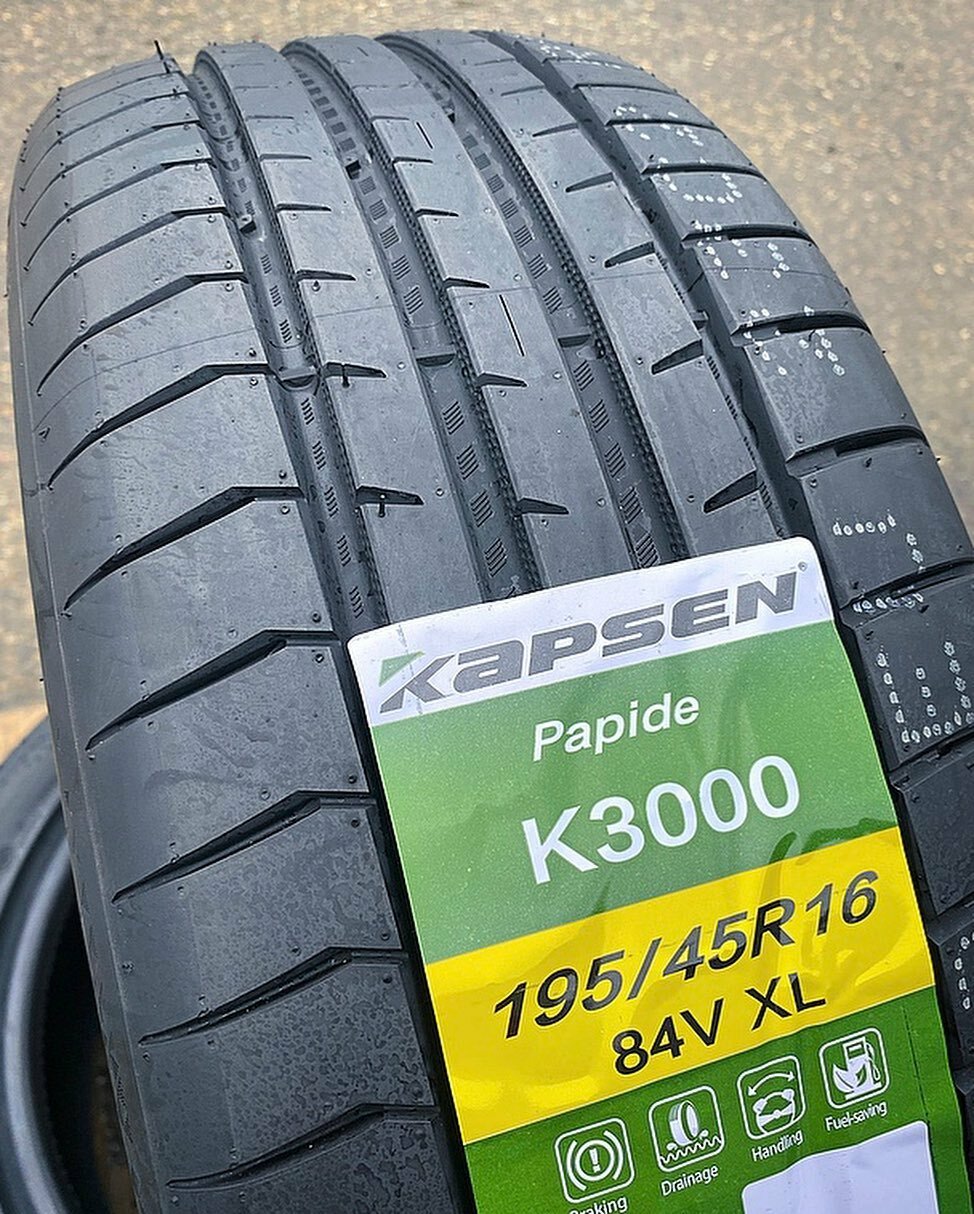 KAPSEN®
Papide
K3000
195/45R16
84V XL
Braking
Drainage
Handling
Fuel-saving